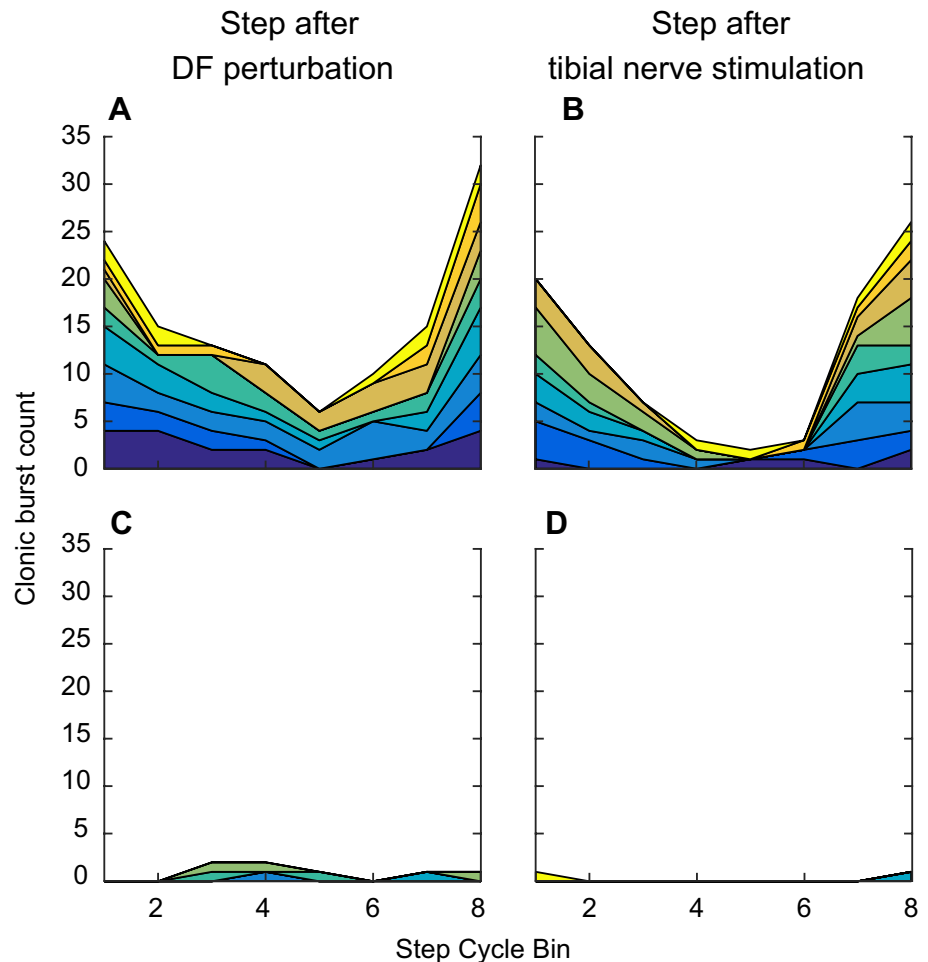 Step after
DF perturbation
Step after
tibial nerve stimulation
A
B
35
30
25
20
15
10
5
0
C
D
35
30
25
20
15
10
5
0
Clonic burst count
2 4 6 8
2 4 6 8
Step Cycle Bin